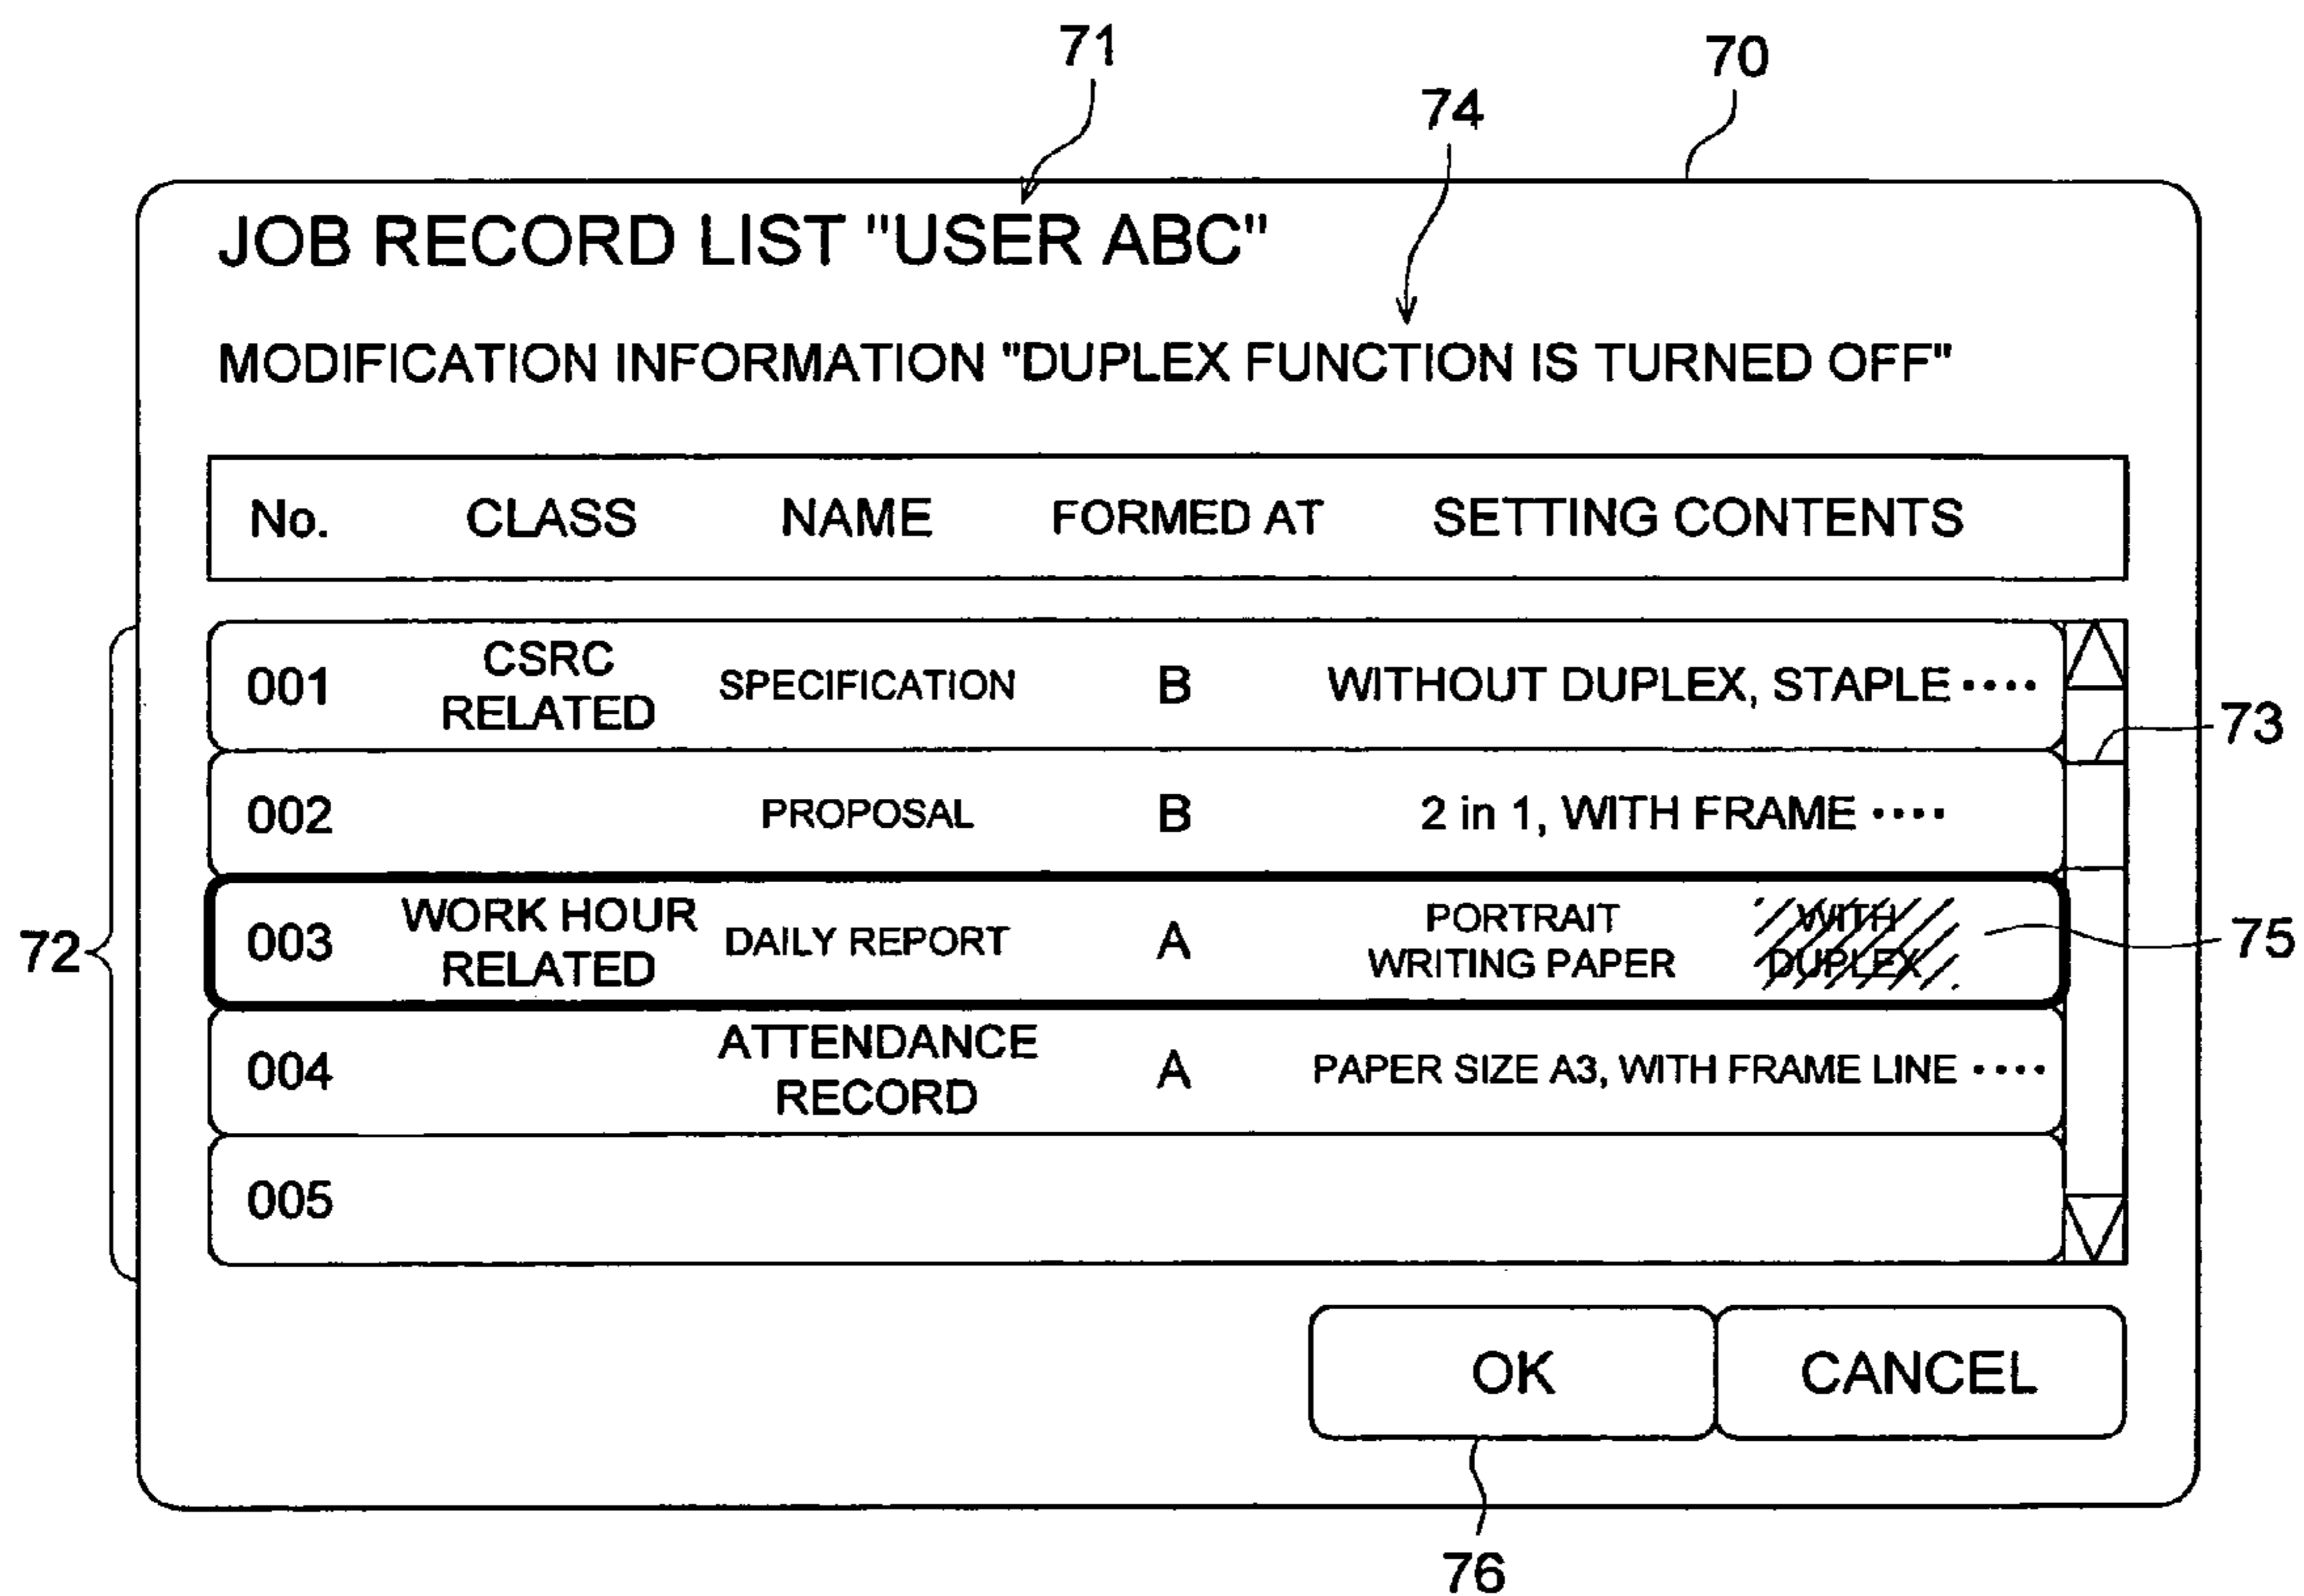 71
70
74
JOB RECORD LIST "USER ABC"
MODIFICATION INFORMATION "DUPLEX FUNCTION IS TURNED OFF"
No. CLASS NAME FORMED AT SETTING CONTENTS
001 CSRC RELATED SPECIFICATION B WITHOUT DUPLEX, STAPLE ····
73
002 PROPOSAL B 2 in 1, WITH FRAME ····
72
003 WORK HOUR RELATED DAILY REPORT A PORTRAIT WRITING PAPER WITH DUPLEX
75
004 ATTENDANCE RECORD A PAPER SIZE A3, WITH FRAME LINE ····
005
OK CANCEL
76